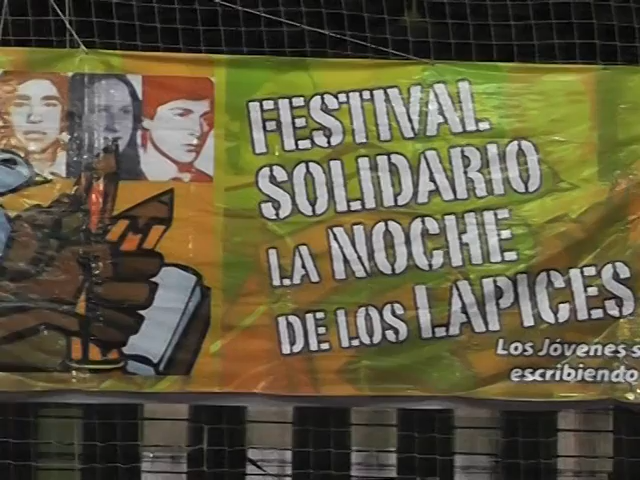 FESTIVAL
SOLIDARIO
LA NOCHE
DE LOS LAPICES
Los Jóvenes
escribiendo